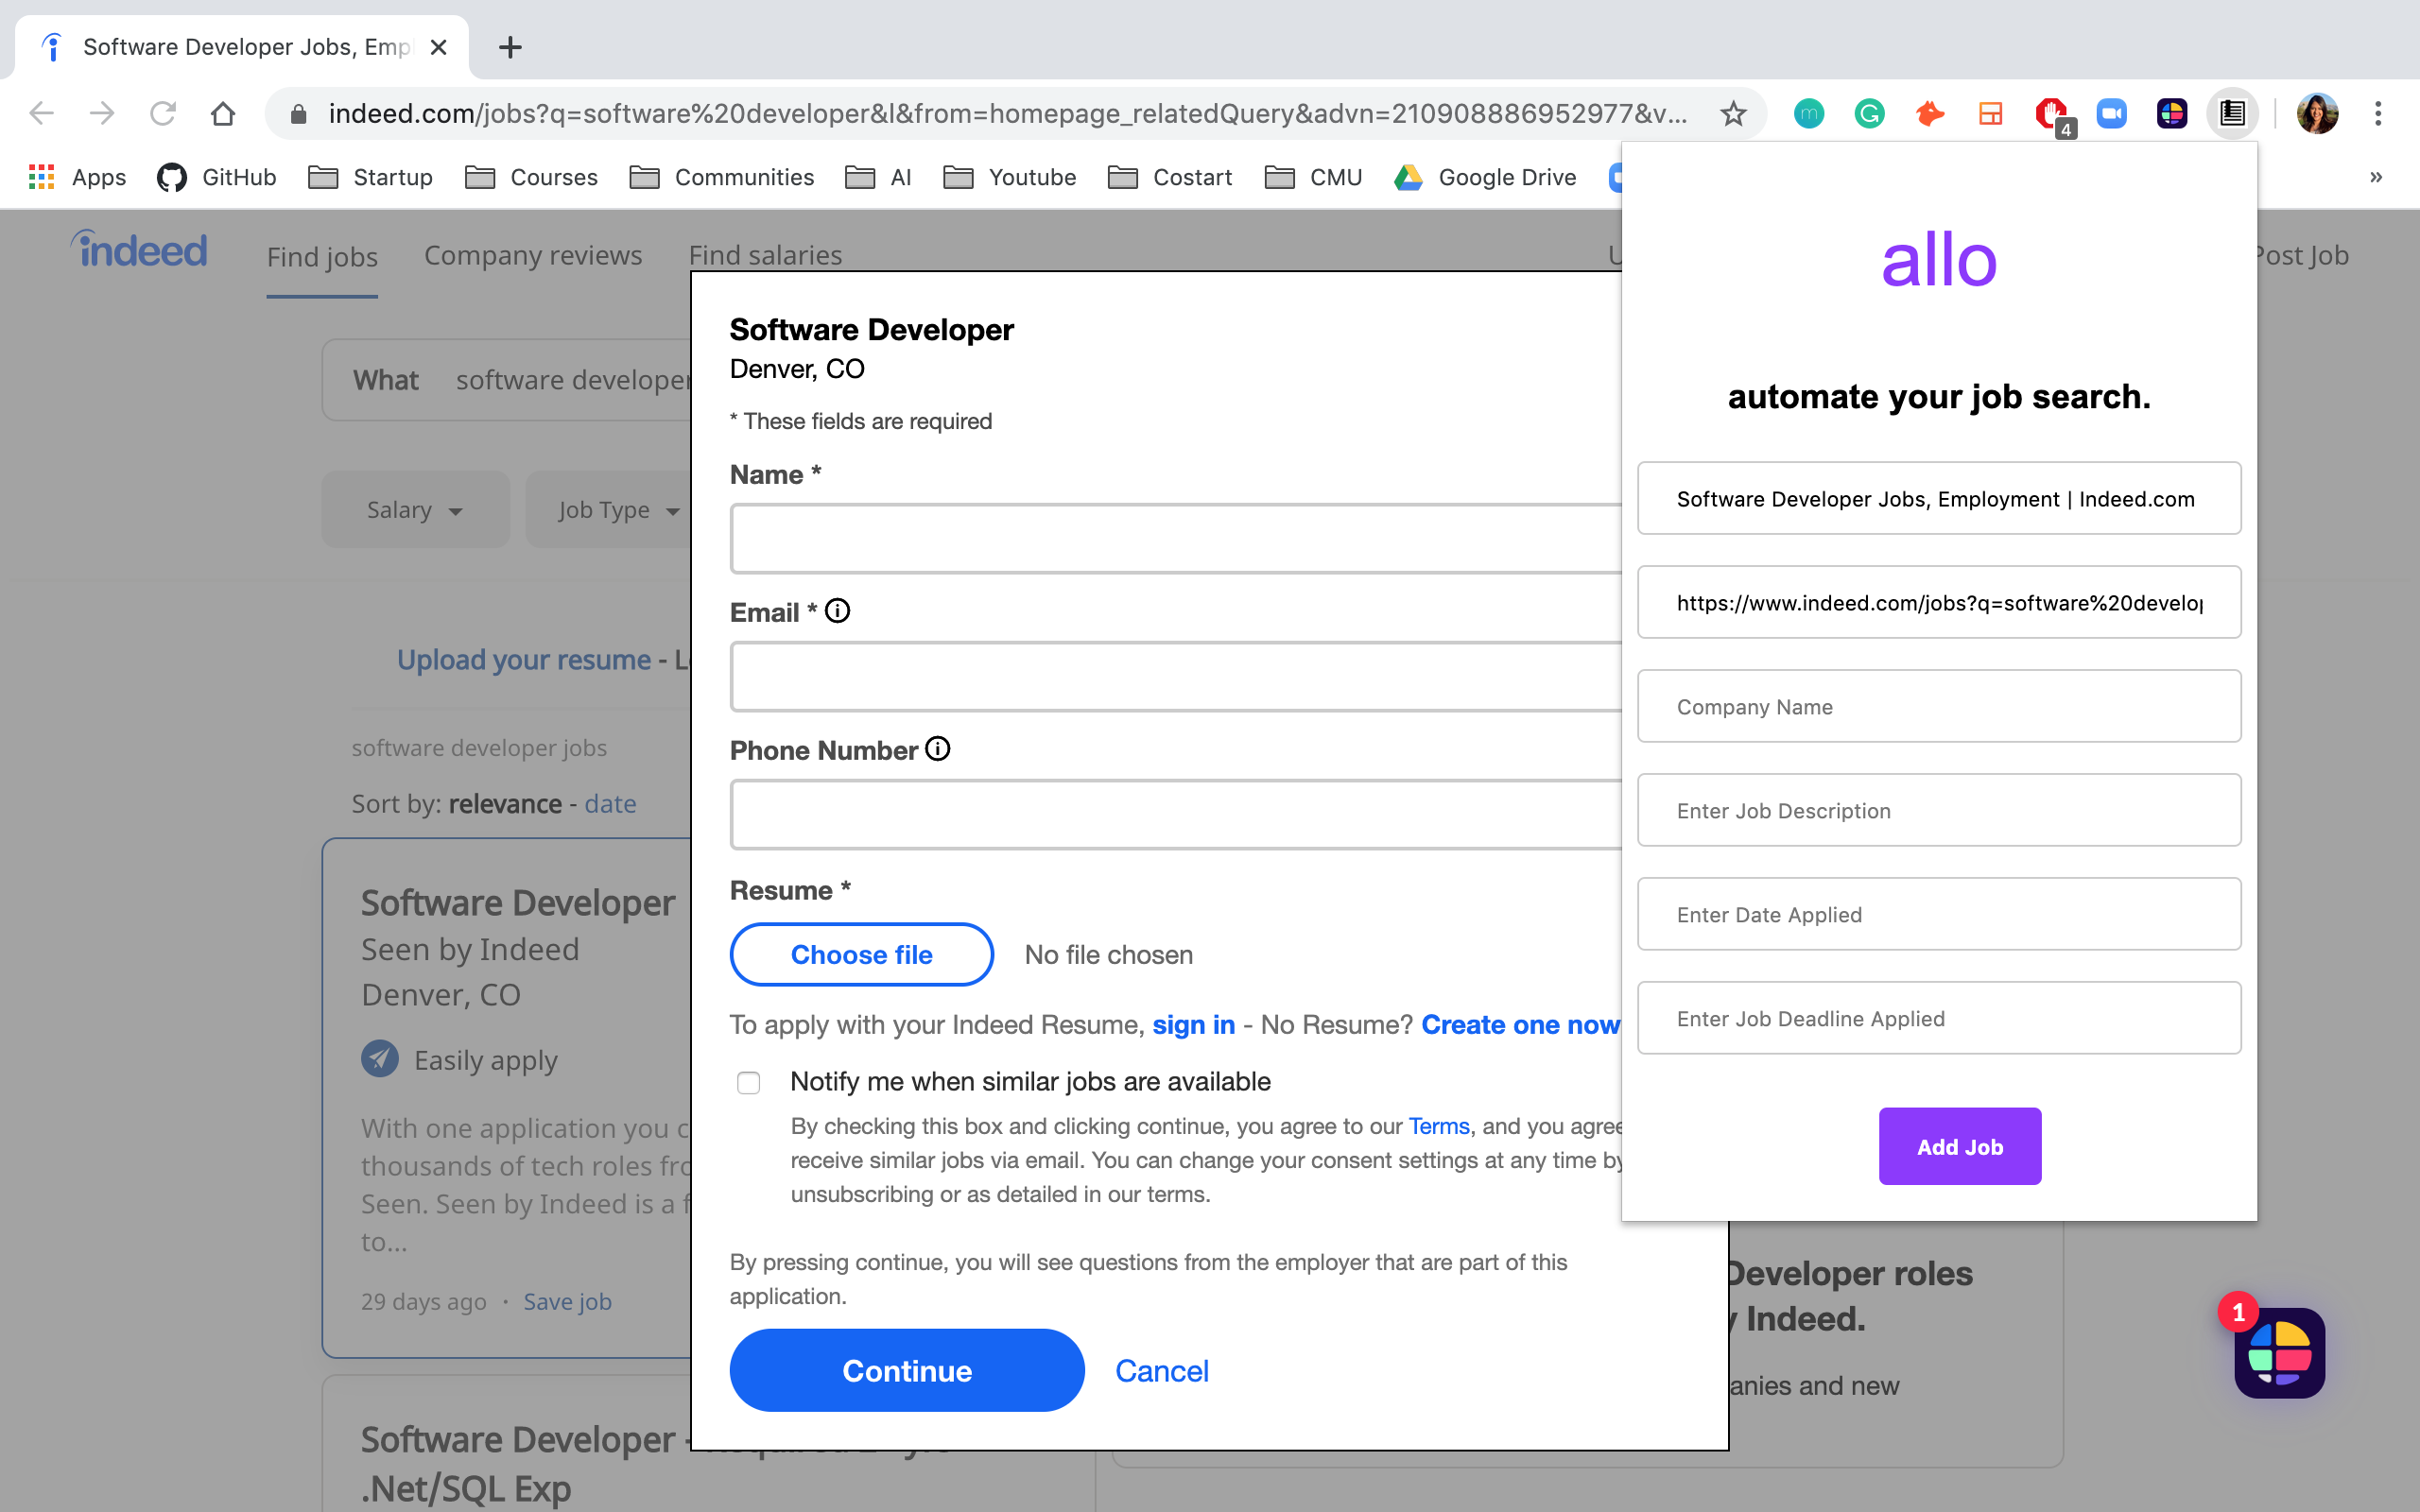 Software Developer Jobs, Emp
indeed.com/jobs?q=software%20developer&l&from=homepage_relatedQuery&advn=210908886952977&v...
4
Apps
GitHub
Startup
Courses
Communities
AI
Youtube
Costart
CMU
Google Drive
»
indeed
Find jobs
Company reviews
Find salaries
Post Job
What
software developer
Salary
Job Type
Upload your resume -
software developer jobs
Sort by: relevance - date
Software Developer
Seen by Indeed
Denver, CO
Easily apply
With one application you c
thousands of tech roles fro
Seen. Seen by Indeed is a f
to...
29 days ago · Save job
Software Developer -
.Net/SQL Exp
Software Developer
Denver, CO
* These fields are required
Name *
Email *
Phone Number
Resume *
Choose file
No file chosen
To apply with your Indeed Resume, sign in - No Resume? Create one now
Notify me when similar jobs are available
By checking this box and clicking continue, you agree to our Terms, and you agree
receive similar jobs via email. You can change your consent settings at any time by
unsubscribing or as detailed in our terms.
By pressing continue, you will see questions from the employer that are part of this
application.
Continue
Cancel
allo
automate your job search.
Software Developer Jobs, Employment | Indeed.com
https://www.indeed.com/jobs?q=software%20develop
Company Name
Enter Job Description
Enter Date Applied
Enter Job Deadline Applied
Add Job
Developer roles
y Indeed.
anies and new
1